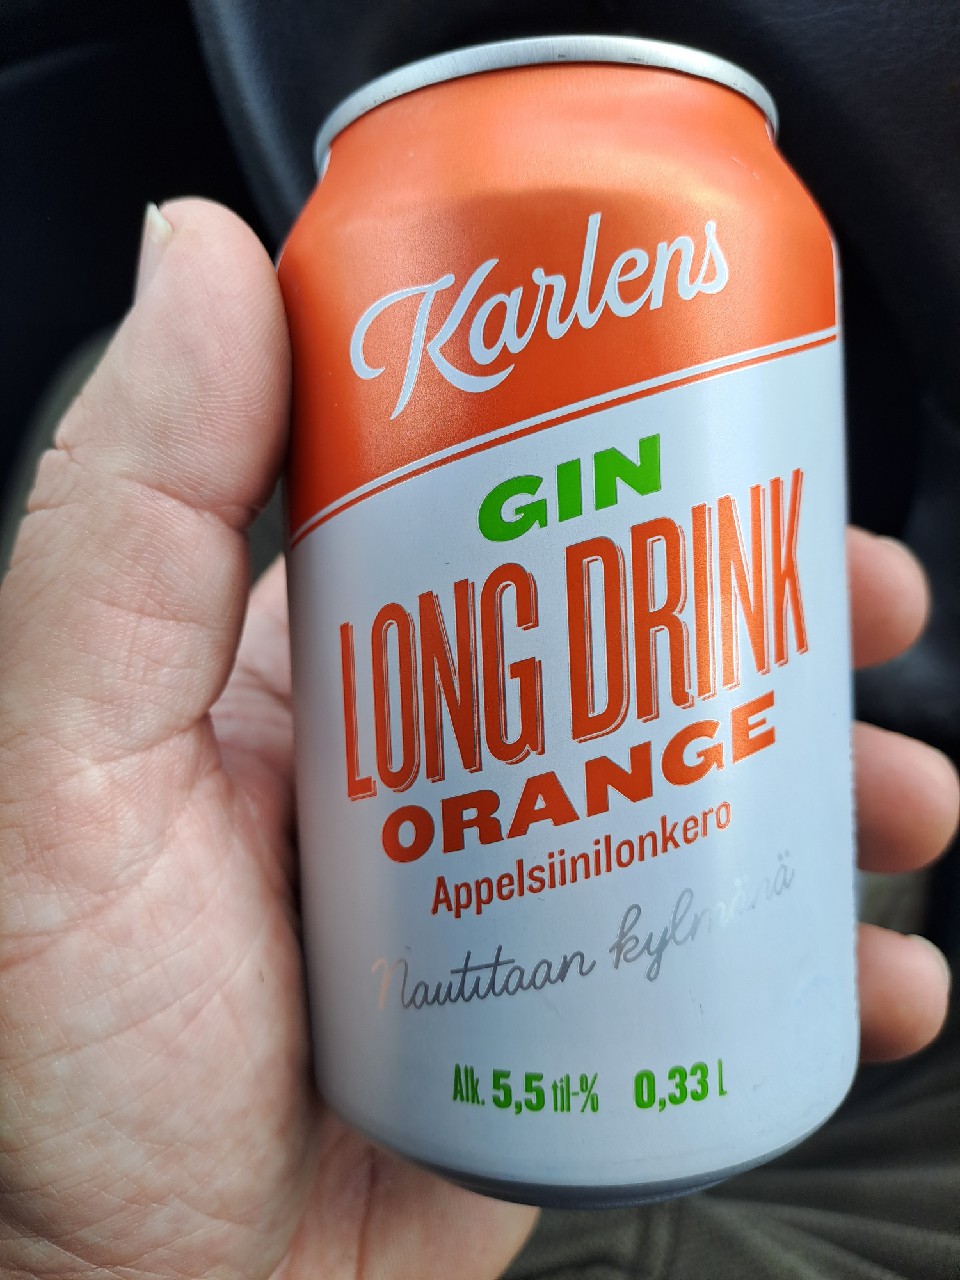 Karlens
GIN
LONG DRINK
ORANGE
Appelsiinilonkero
Nautitaan kylmänä
Alk. 5,5 til-% 0,33 L